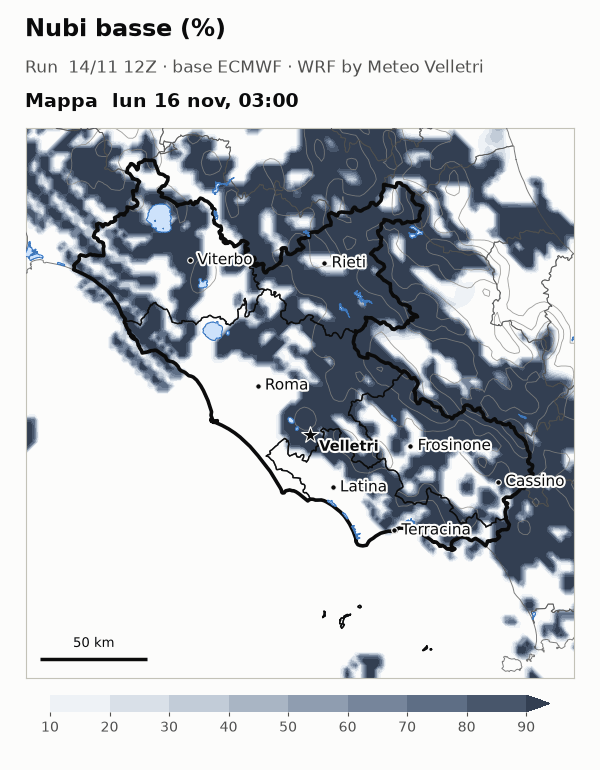 Nubi basse (%)
Run  14/11 12Z · base ECMWF · WRF by Meteo Velletri
Mappa  lun 16 nov, 03:00
Viterbo
Rieti
Roma
Velletri
Frosinone
Latina
Cassino
Terracina
50 km
10 20 30 40 50 60 70 80 90